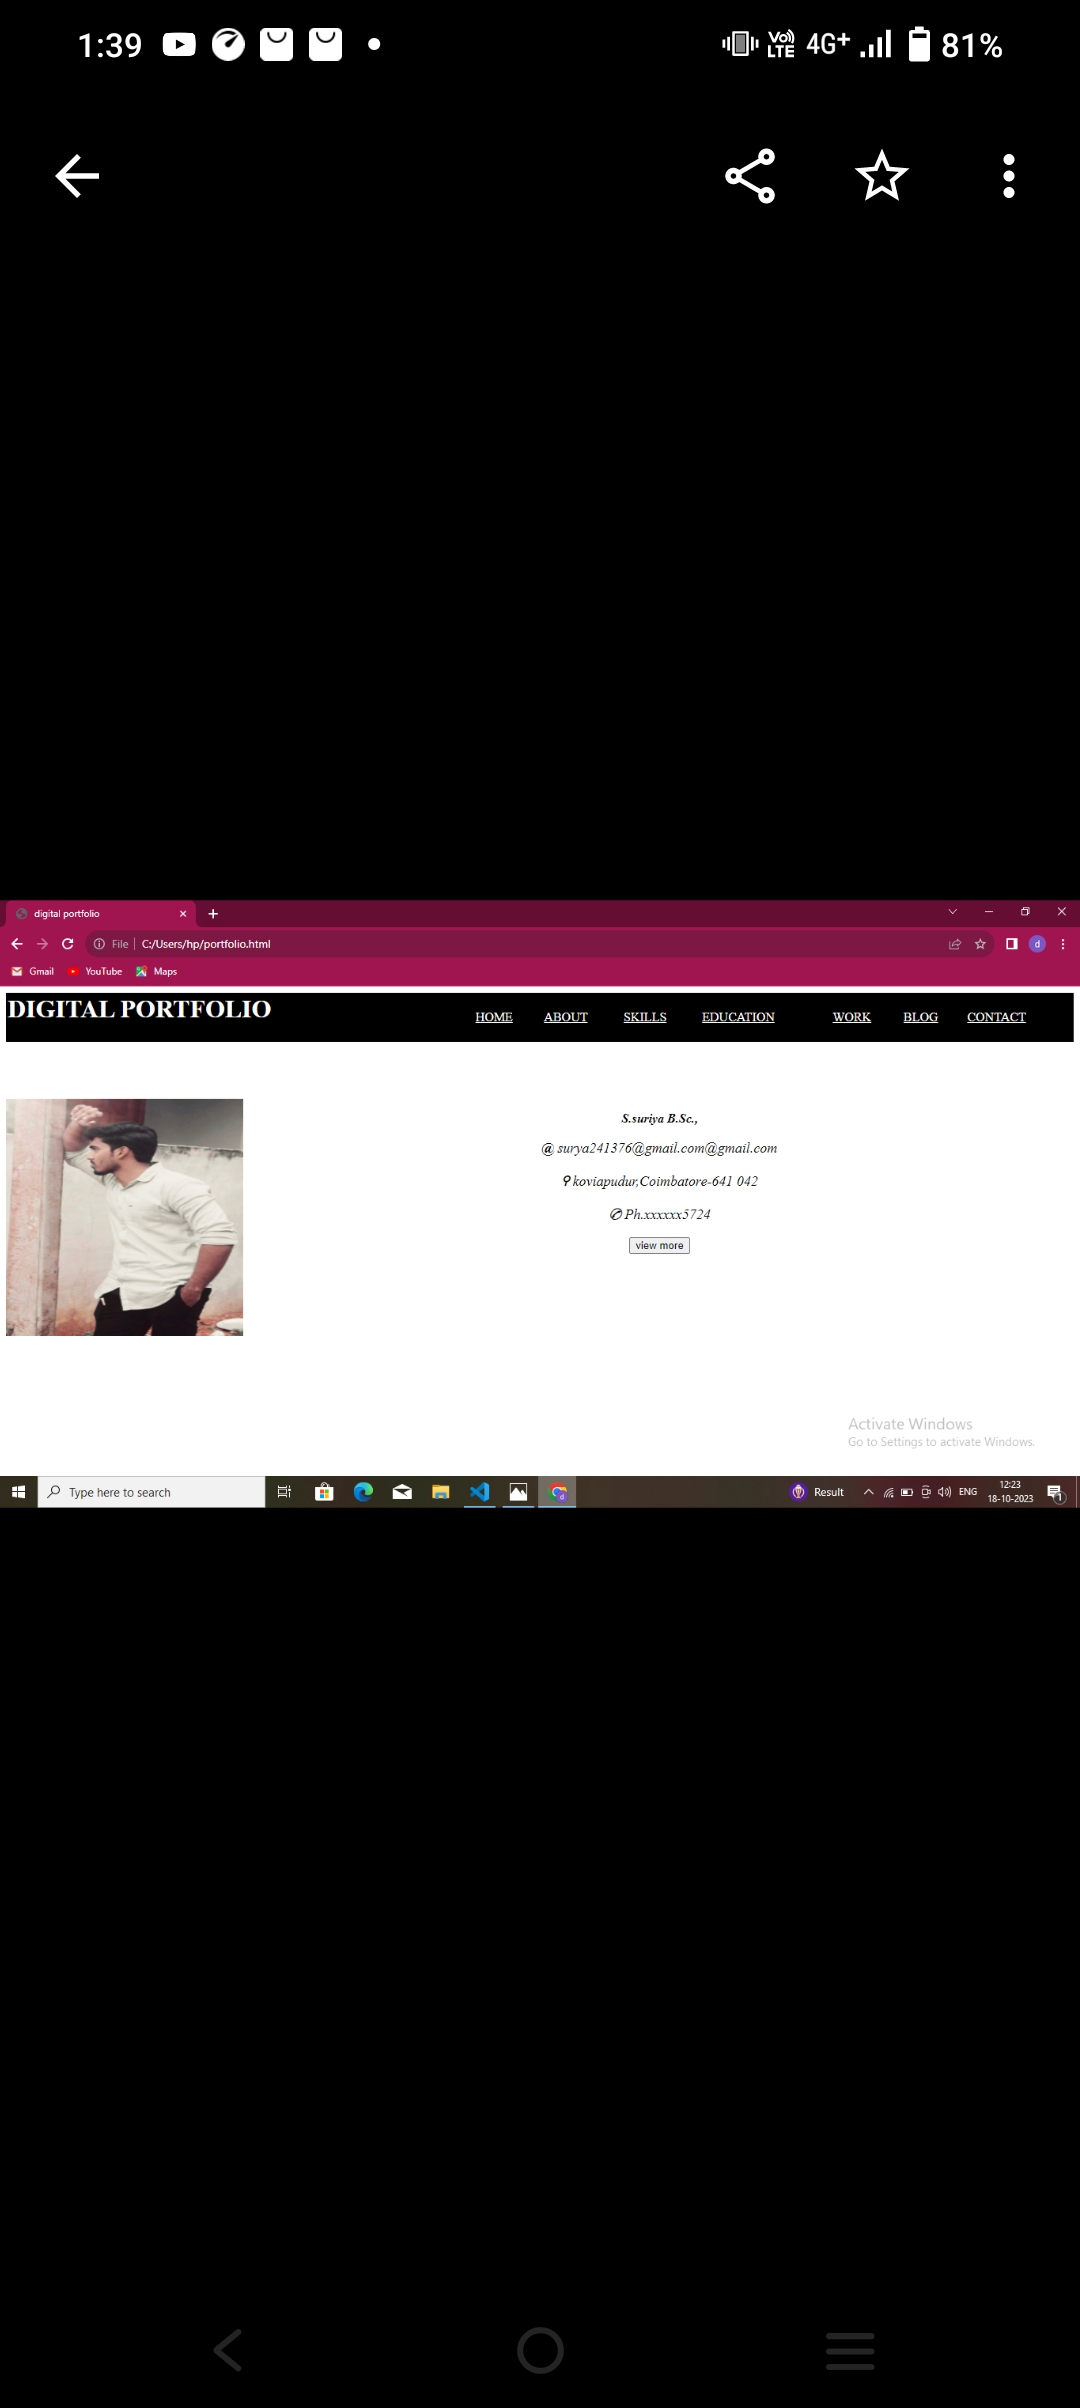 1:39 Vo) LTE 4G+ 81%
digital portfolio
File C:/Users/hp/portfolio.html d
Gmail YouTube Maps
DIGITAL PORTFOLIO HOME ABOUT SKILLS EDUCATION WORK BLOG CONTACT
S.suriya B.Sc.,
@ surya241376@gmail.com@gmail.com
koviapudur,Coimbatore-641 042
✆ Ph.xxxxxx5724
view more
Activate Windows
Go to Settings to activate Windows.
Type here to search Result ENG 12:23
18-10-2023 1